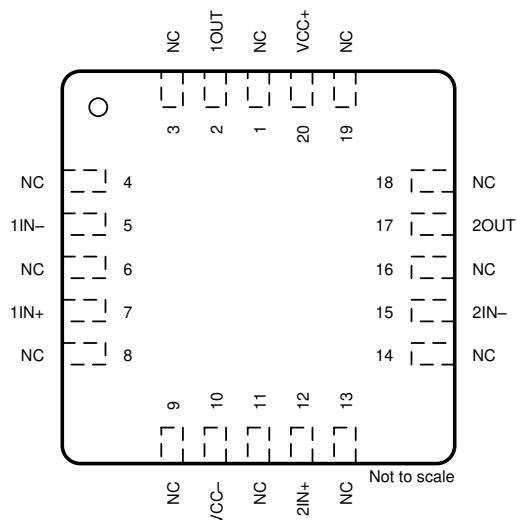 NC
1OUT
NC
VCC+
NC
3
2
1
20
19
NC
4
18
NC
1IN–
5
17
2OUT
NC
6
16
NC
1IN+
7
15
2IN–
NC
8
14
NC
9
10
11
12
13
NC
VCC–
NC
2IN+
NC
Not to scale